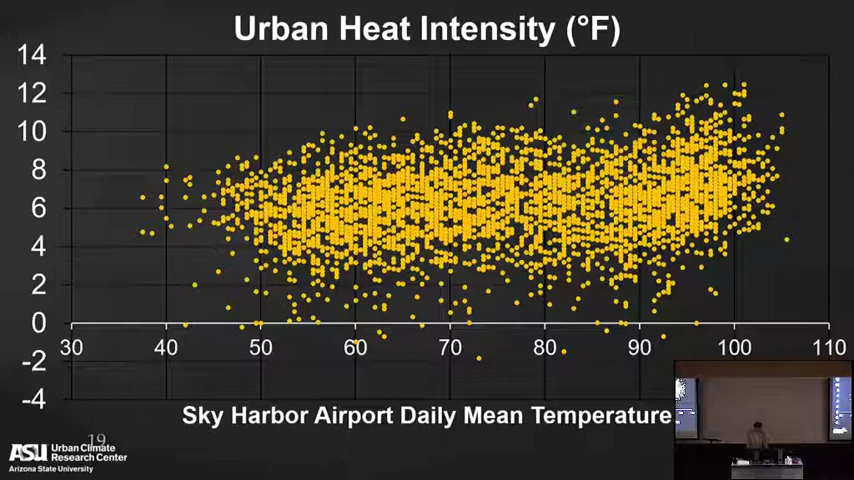 Urban Heat Intensity (°F)
14
12
10
8
6
4
2
0
-2
-4
30 40 50 60 70 80 90 100 110
Sky Harbor Airport Daily Mean Temperature
19
ASU Urban Climate
Research Center
Arizona State University